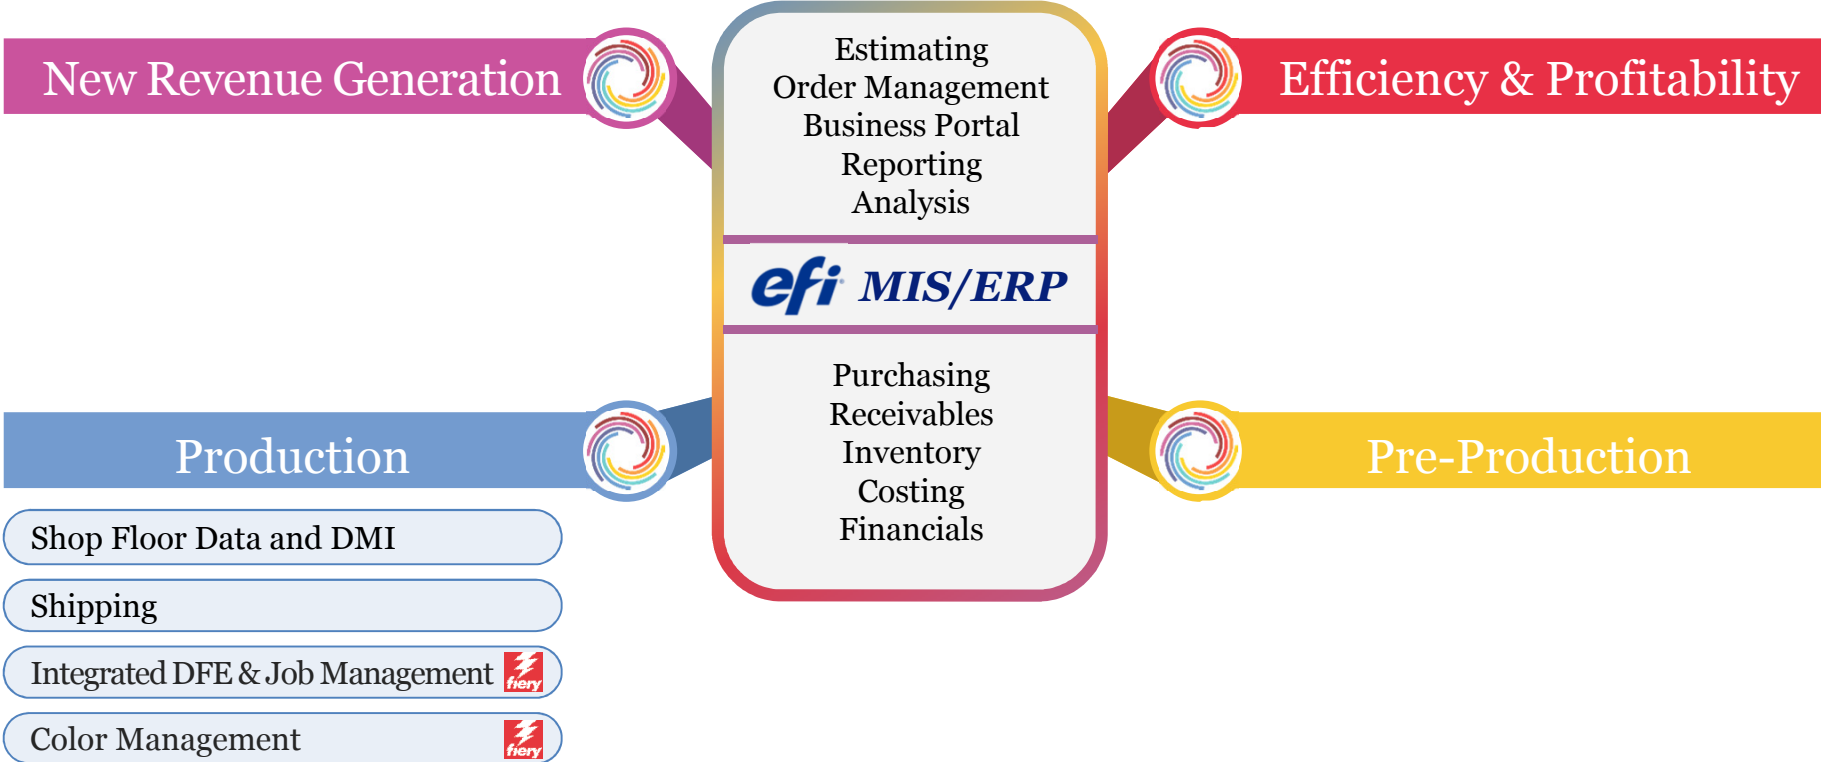 New Revenue Generation
Estimating
Order Management
Business Portal
Reporting
Analysis
Efficiency & Profitability
efi MIS/ERP
Purchasing
Receivables
Inventory
Costing
Financials
Production
Pre-Production
Shop Floor Data and DMI
Shipping
Integrated DFE & Job Management fiery
Color Management fiery